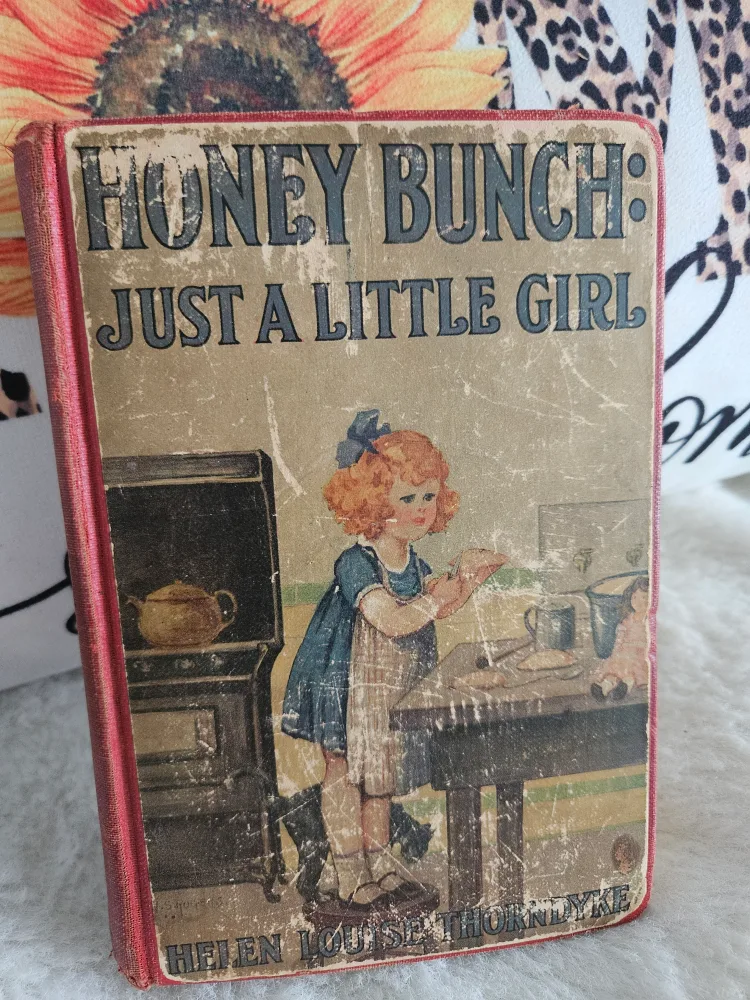 HONEY BUNCH:
JUST A LITTLE GIRL
HELEN LOUISE THORNDYKE